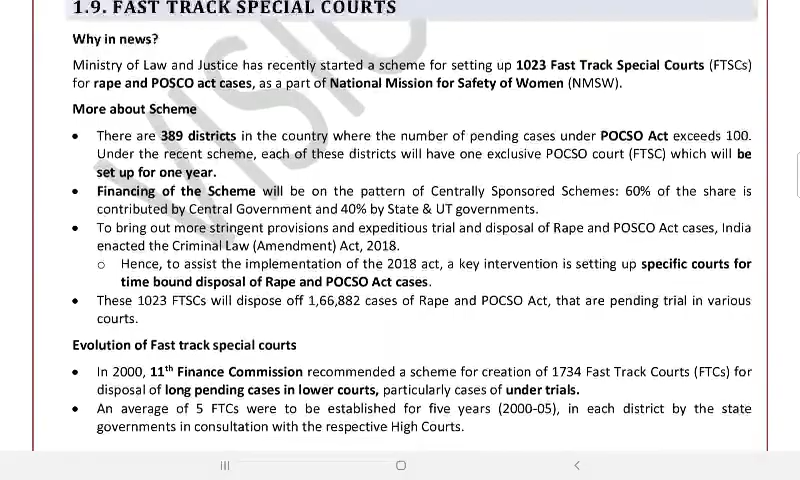 1.9. FAST TRACK SPECIAL COURTS
Why in news?
Ministry of Law and Justice has recently started a scheme for setting up 1023 Fast Track Special Courts (FTSCs)
for rape and POSCO act cases, as a part of National Mission for Safety of Women (NMSW).
More about Scheme
• There are 389 districts in the country where the number of pending cases under POCSO Act exceeds 100.
Under the recent scheme, each of these districts will have one exclusive POCSO court (FTSC) which will be
set up for one year.
• Financing of the Scheme will be on the pattern of Centrally Sponsored Schemes: 60% of the share is
contributed by Central Government and 40% by State & UT governments.
• To bring out more stringent provisions and expeditious trial and disposal of Rape and POSCO Act cases, India
enacted the Criminal Law (Amendment) Act, 2018.
o Hence, to assist the implementation of the 2018 act, a key intervention is setting up specific courts for
time bound disposal of Rape and POCSO Act cases.
• These 1023 FTSCs will dispose off 1,66,882 cases of Rape and POCSO Act, that are pending trial in various
courts.
Evolution of Fast track special courts
• In 2000, 11th Finance Commission recommended a scheme for creation of 1734 Fast Track Courts (FTCs) for
disposal of long pending cases in lower courts, particularly cases of under trials.
• An average of 5 FTCs were to be established for five years (2000-05), in each district by the state
governments in consultation with the respective High Courts.